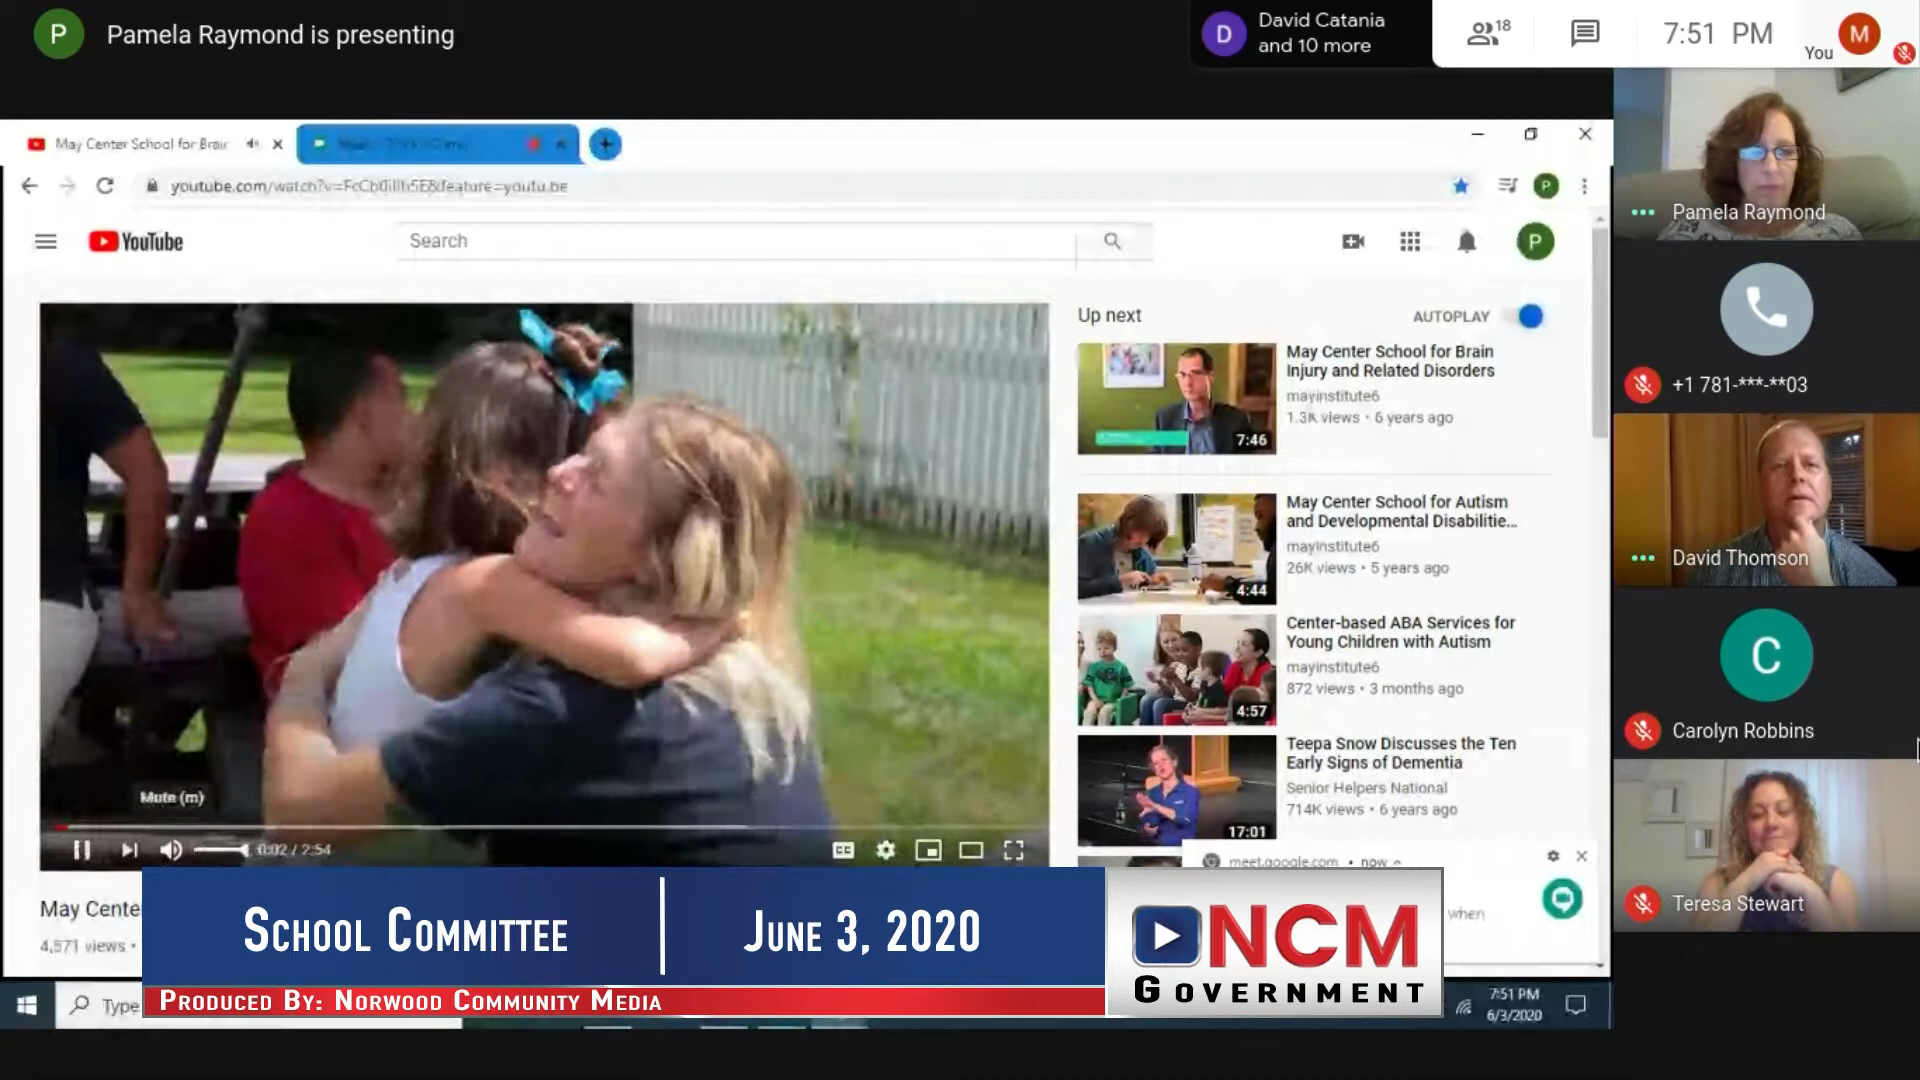 P
Pamela Raymond is presenting
D
David Catania
and 10 more
18
7:51 PM
You
M
May Center School for Brain
youtube.com/watch?v=
&feature=youtu.be
P
YouTube
Search
P
Up next
AUTOPLAY
May Center School for Brain
Injury and Related Disorders
mayinstitute6
1.3K views • 6 years ago
7:46
May Center School for Autism
and Developmental Disabilitie...
mayinstitute6
26K views • 5 years ago
4:44
Center-based ABA Services for
Young Children with Autism
mayinstitute6
872 views • 3 months ago
4:57
Teepa Snow Discusses the Ten
Early Signs of Dementia
Senior Helpers National
714K views • 6 years ago
17:01
Mute (m)
0:02 / 2:54
CC
meet.google.com • now
when
May Cente
4,571 views •
School Committee
June 3, 2020
NCM
Government
Produced By: Norwood Community Media
Type
7:51 PM
6/3/2020
Pamela Raymond
+1 781-***-**03
David Thomson
C
Carolyn Robbins
Teresa Stewart